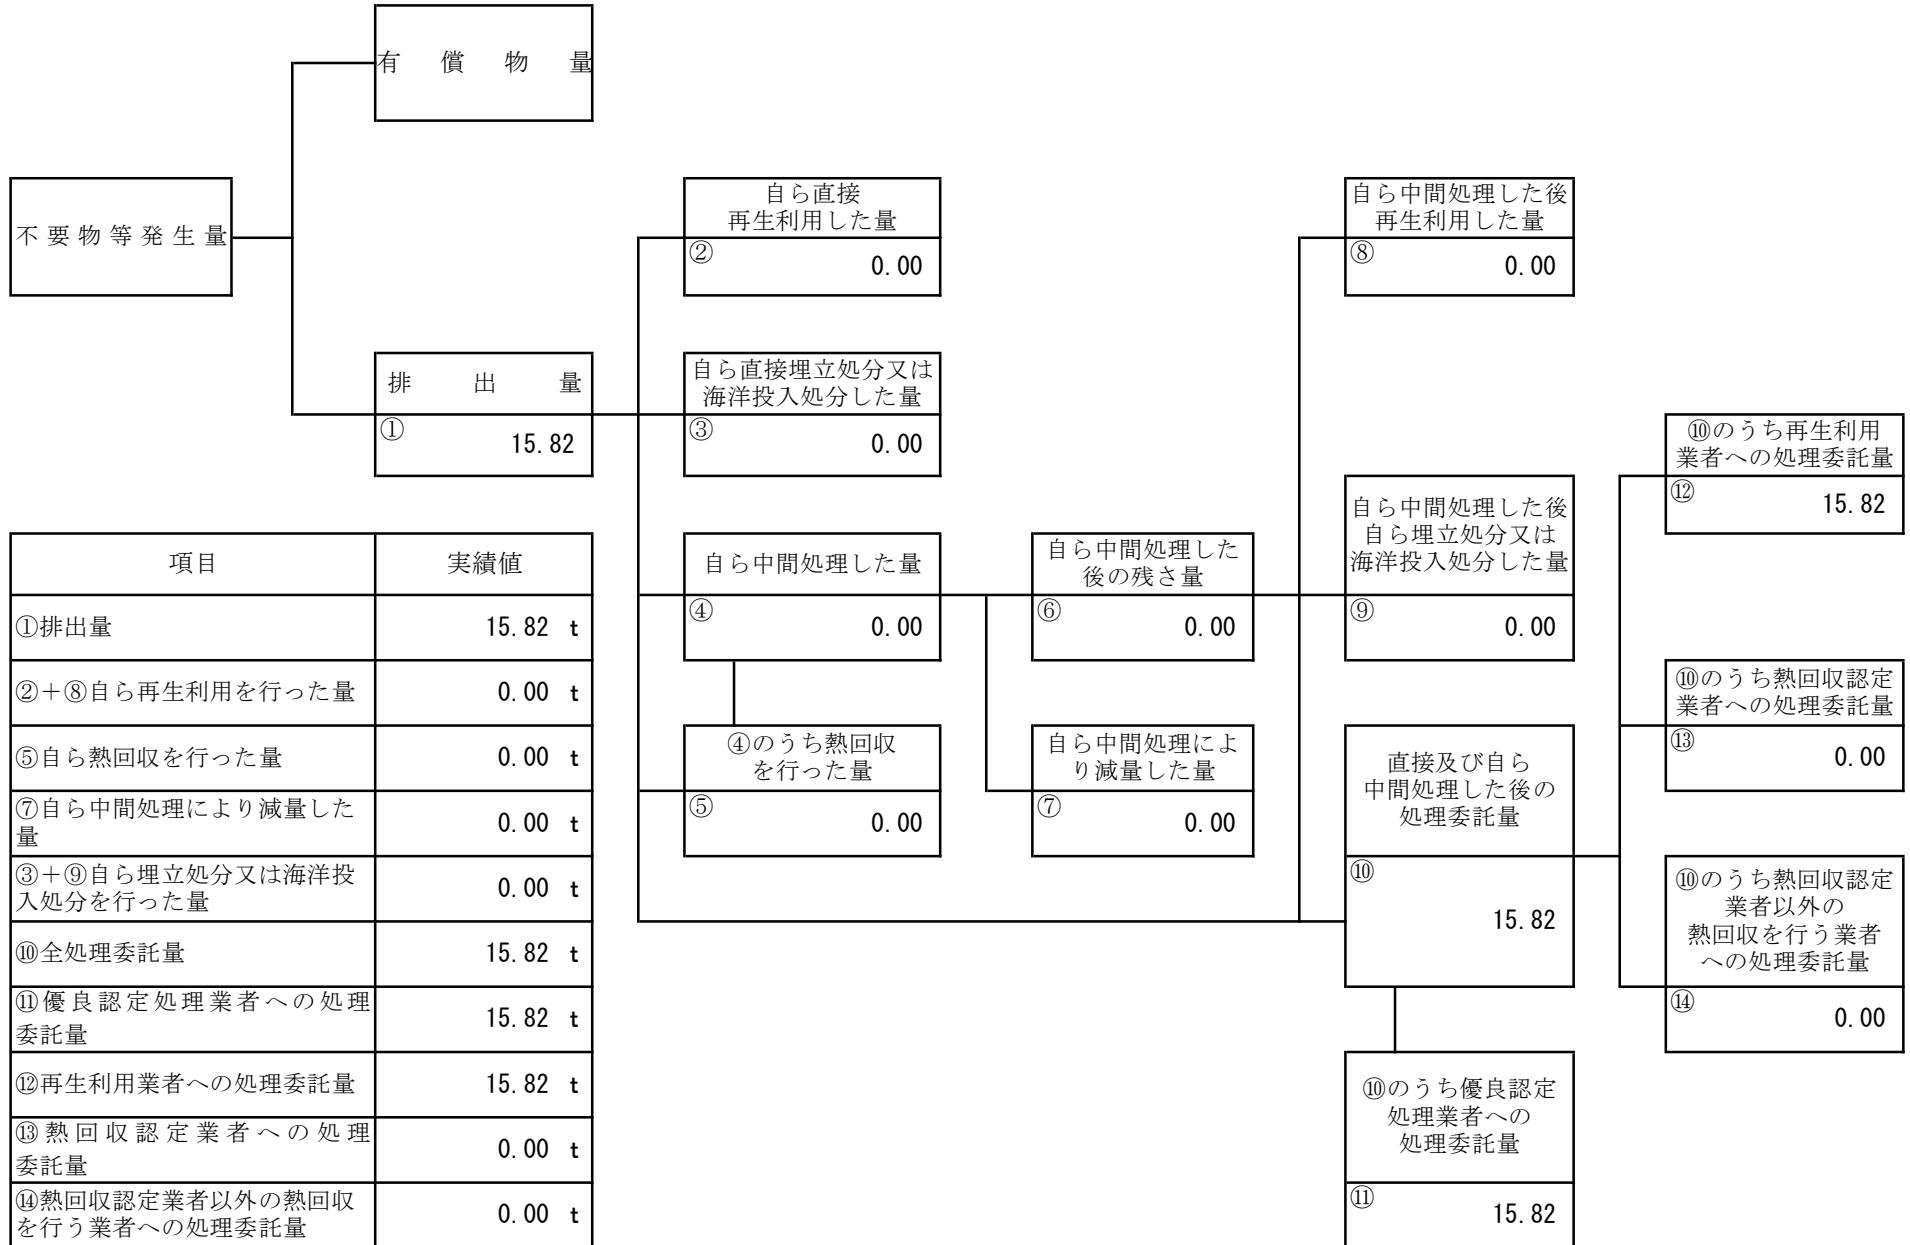 有償物量
不要物等発生量
排出量
①
15.82
自ら直接
再生利用した量
②
0.00
自ら直接埋立処分又は
海洋投入処分した量
③
0.00
自ら中間処理した量
④
0.00
④のうち熱回収
を行った量
⑤
0.00
自ら中間処理した
後の残さ量
⑥
0.00
自ら中間処理によ
り減量した量
⑦
0.00
自ら中間処理した後
再生利用した量
⑧
0.00
自ら中間処理した後
自ら埋立処分又は
海洋投入処分した量
⑨
0.00
直接及び自ら
中間処理した後の
処理委託量
⑩
15.82
⑩のうち優良認定
処理業者への
処理委託量
⑪
15.82
⑩のうち再生利用
業者への処理委託量
⑫
15.82
⑩のうち熱回収認定
業者への処理委託量
⑬
0.00
⑩のうち熱回収認定
業者以外の
熱回収を行う業者
への処理委託量
⑭
0.00
項目 実績値
①排出量 15.82 t
②＋⑧自ら再生利用を行った量 0.00 t
⑤自ら熱回収を行った量 0.00 t
⑦自ら中間処理により減量した
量 0.00 t
③＋⑨自ら埋立処分又は海洋投
入処分を行った量 0.00 t
⑩全処理委託量 15.82 t
⑪優良認定処理業者への処理
委託量 15.82 t
⑫再生利用業者への処理委託量 15.82 t
⑬熱回収認定業者への処理
委託量 0.00 t
⑭熱回収認定業者以外の熱回収
を行う業者への処理委託量 0.00 t